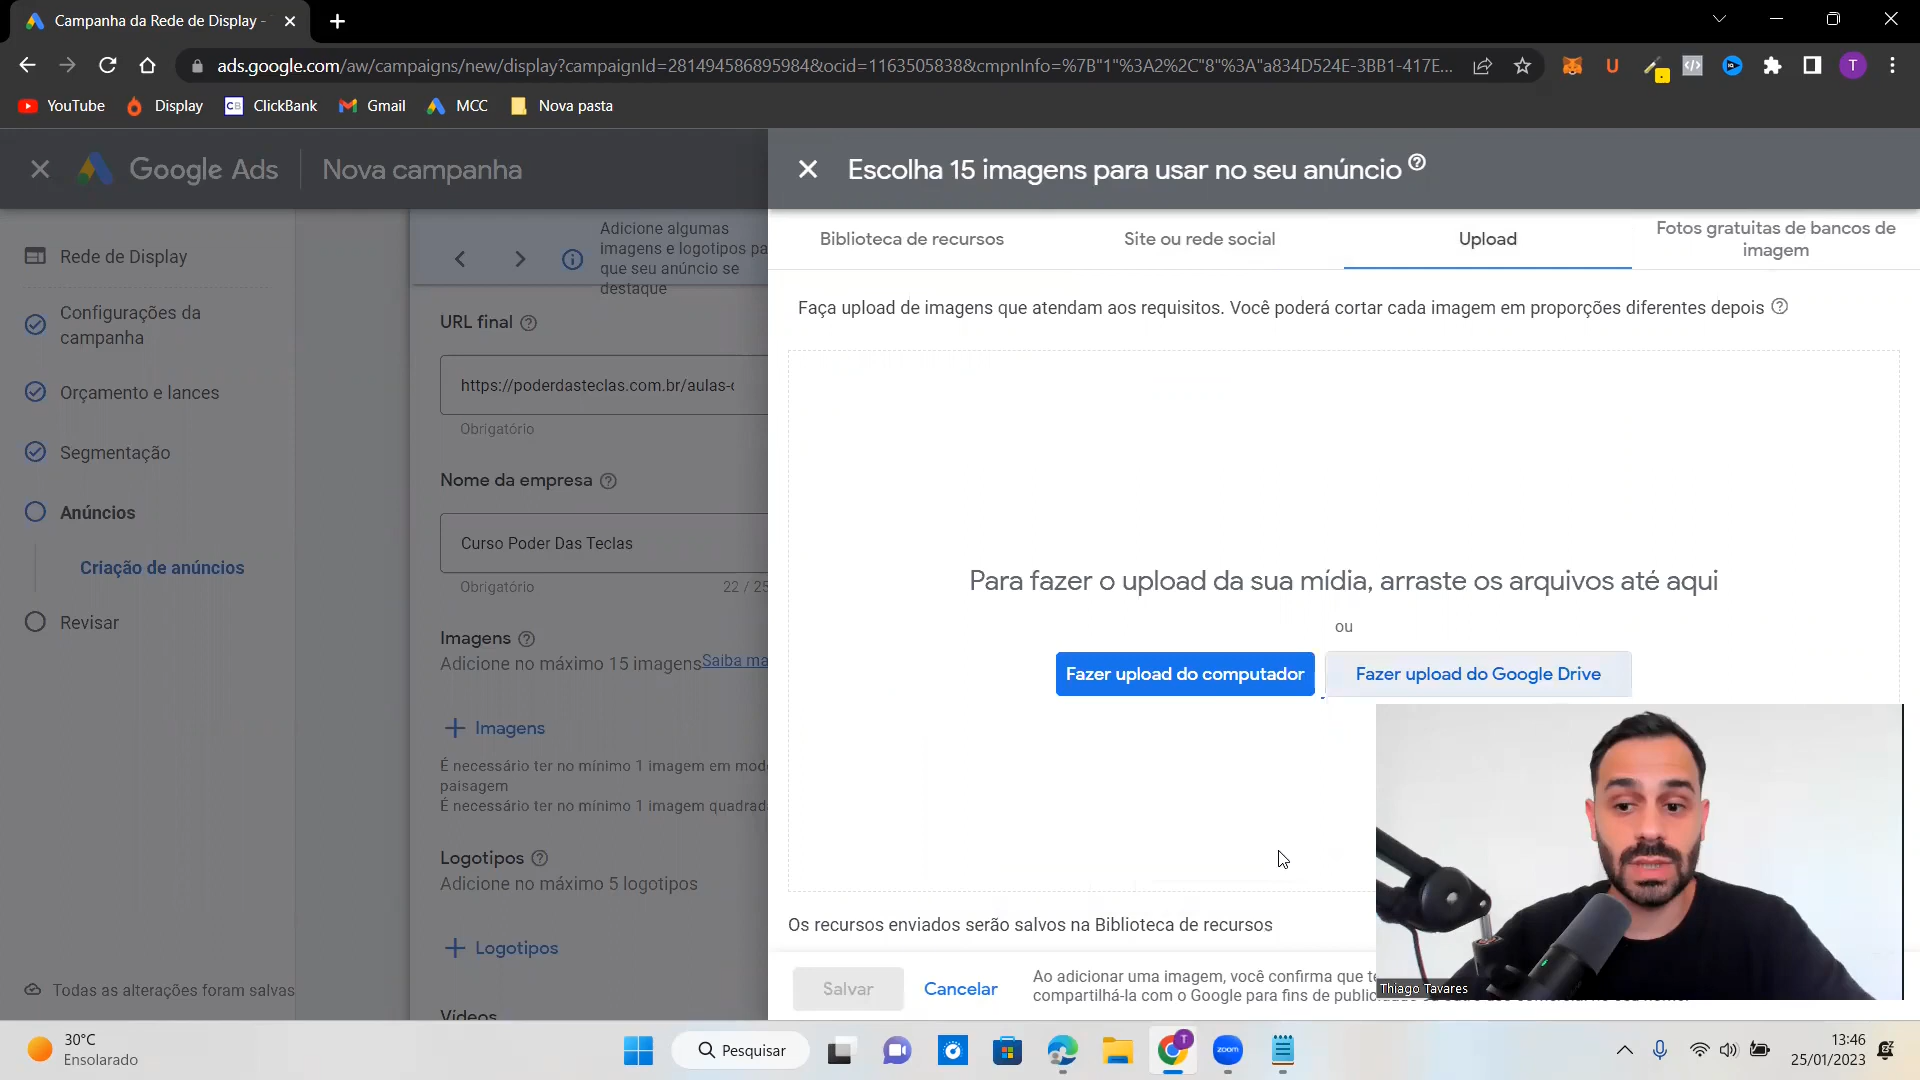 Campanha da Rede de Display -
ads.google.com/aw/campaigns/new/display?campaignId=281494586895984&ocid=1163505838&cmpnInfo=%7B"1"%3A2%2C"8"%3A"a834D524E-3BB1-417E...
T
YouTube
Display
CB ClickBank
Gmail
MCC
Nova pasta
Google Ads
Nova campanha
Escolha 15 imagens para usar no seu anúncio
Biblioteca de recursos
Site ou rede social
Upload
Fotos gratuitas de bancos de
imagem
Faça upload de imagens que atendam aos requisitos. Você poderá cortar cada imagem em proporções diferentes depois
Rede de Display
Configurações da
campanha
Orçamento e lances
Segmentação
Anúncios
Criação de anúncios
Revisar
Todas as alterações foram salvas
Adicione algumas
imagens e logotipos pa
que seu anúncio se
destaque
URL final
https://poderdasteclas.com.br/aulas-c
Obrigatório
Nome da empresa
Curso Poder Das Teclas
Obrigatório
22 / 25
Imagens
Adicione no máximo 15 imagens Saiba ma
Imagens
É necessário ter no mínimo 1 imagem em mod
paisagem
É necessário ter no mínimo 1 imagem quadrad
Logotipos
Adicione no máximo 5 logotipos
Logotipos
Vídeos
Para fazer o upload da sua mídia, arraste os arquivos até aqui
ou
Fazer upload do computador
Fazer upload do Google Drive
Os recursos enviados serão salvos na Biblioteca de recursos
Salvar
Cancelar
Ao adicionar uma imagem, você confirma que te
compartilhá-la com o Google para fins de public
Thiago Tavares
30°C
Ensolarado
Pesquisar
T
zoom
13:46
25/01/2023